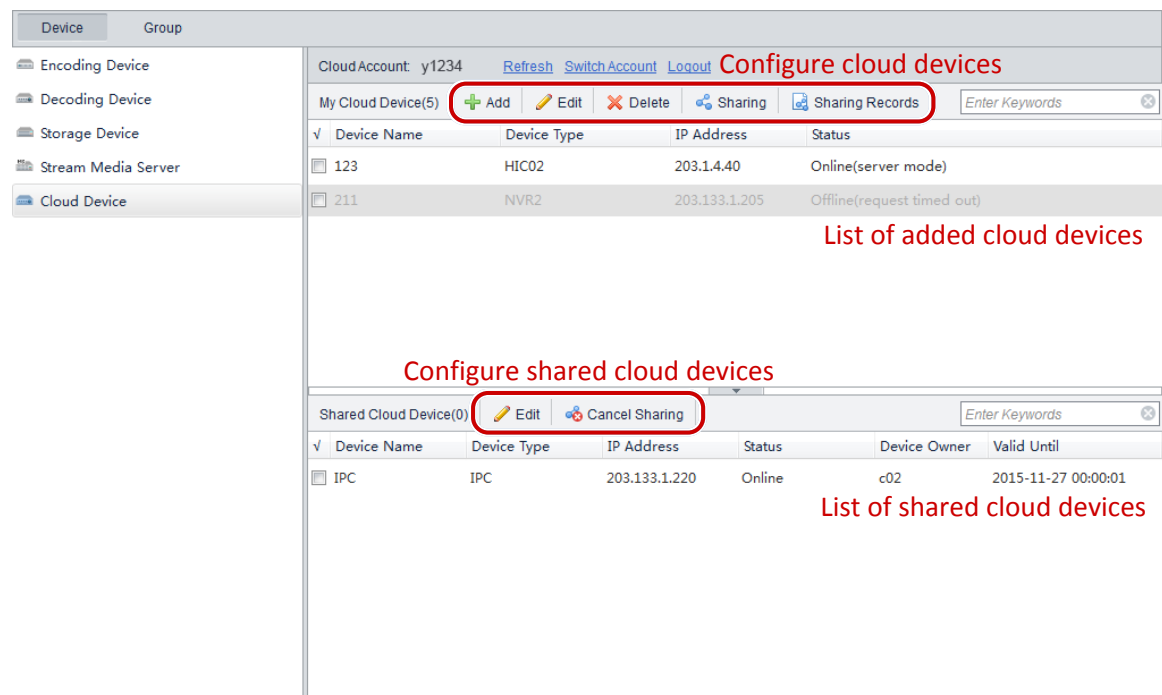 Device Group
Encoding Device
Decoding Device
Storage Device
Stream Media Server
Cloud Device
Cloud Account: y1234 Refresh Switch Account Logout Configure cloud devices
My Cloud Device(5) Add Edit Delete Sharing Sharing Records Enter Keywords
√ Device Name Device Type IP Address Status
123 HIC02 203.1.4.40 Online(server mode)
211 NVR2 203.133.1.205 Offline(request timed out)
List of added cloud devices
Configure shared cloud devices
Shared Cloud Device(0) Edit Cancel Sharing Enter Keywords
√ Device Name Device Type IP Address Status Device Owner Valid Until
IPC IPC 203.133.1.220 Online c02 2015-11-27 00:00:01
List of shared cloud devices